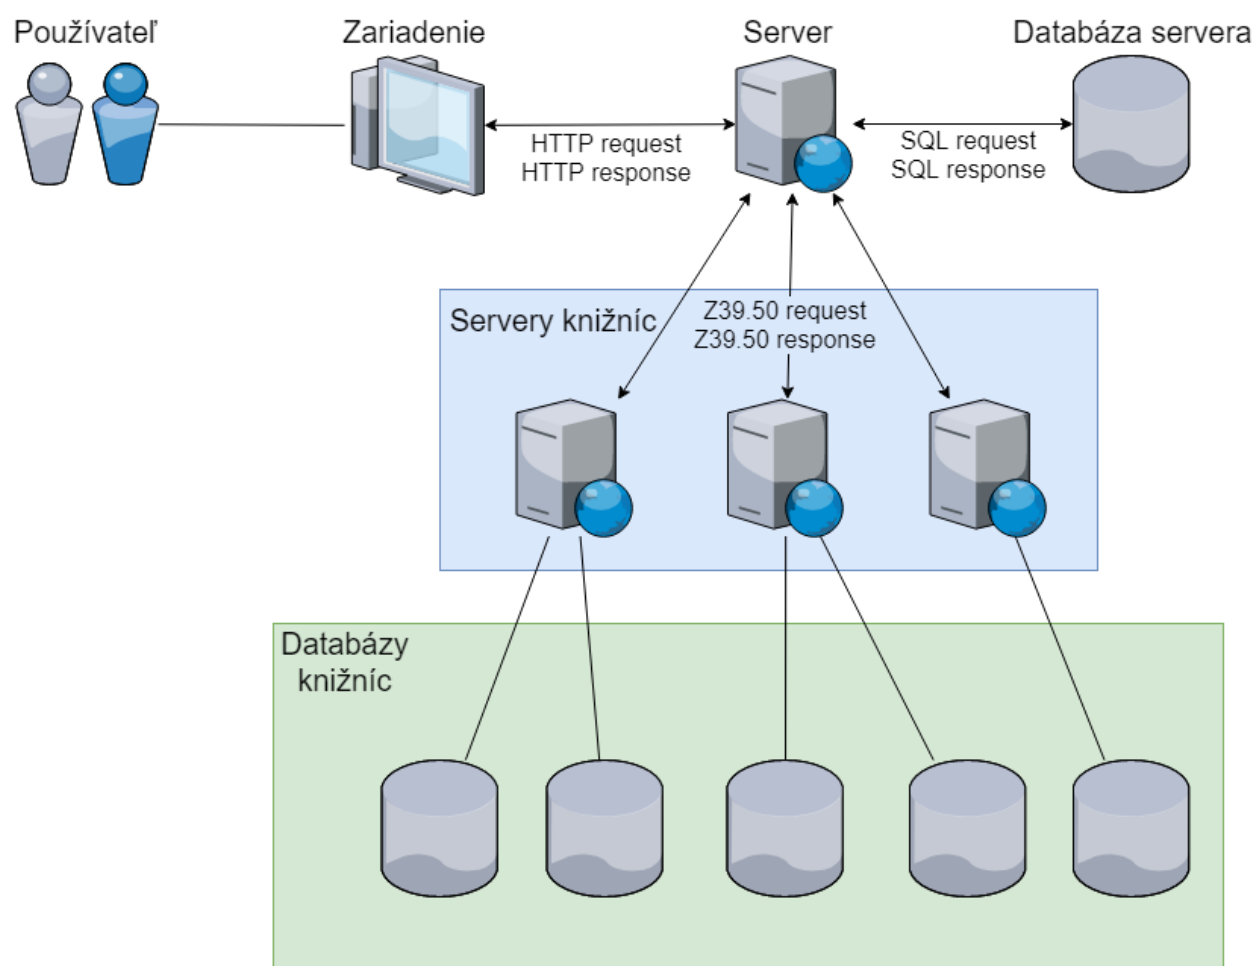 Používateľ
Zariadenie
Server
Databáza servera
HTTP request
HTTP response
SQL request
SQL response
Servery knižníc
Z39.50 request
Z39.50 response
Databázy
knižníc